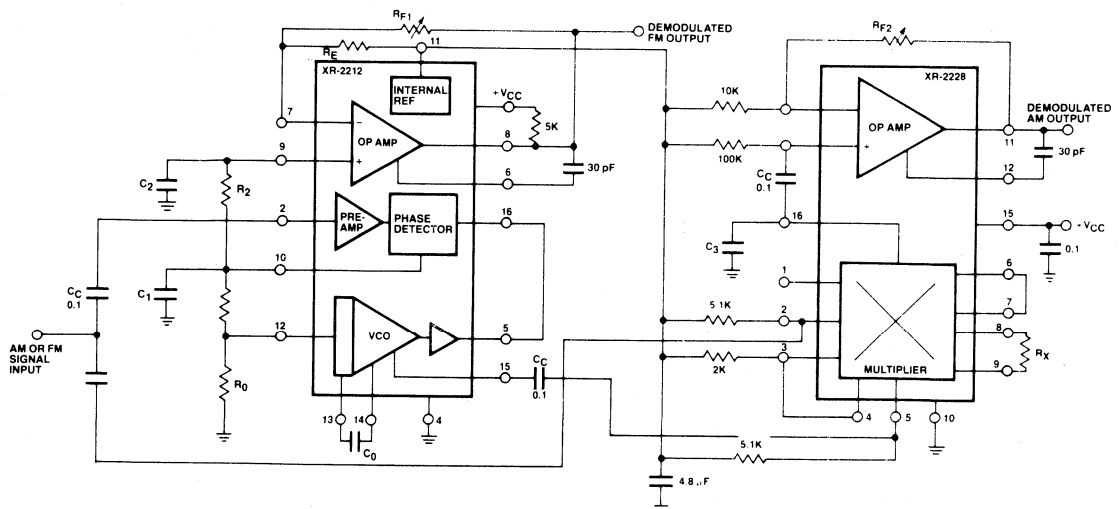 RF1
DEMODULATED
FM OUTPUT
RE
11
XR-2212
INTERNAL
REF
+VCC
5K
7
−
OP AMP
+
8
9
6
30 pF
C2
R2
2
PRE-
AMP
PHASE
DETECTOR
16
10
CC
0.1
C1
12
VCO
5
AM OR FM
SIGNAL
INPUT
R0
15
CC
0.1
13
14
4
C0
RF2
XR-2228
10K
DEMODULATED
AM OUTPUT
OP AMP
−
+
11
100K
12
30 pF
CC
0.1
16
15
- VCC
C3
0.1
1
6
5 1K
2
7
8
3
RX
2K
9
MULTIPLIER
4
5
10
5.1K
4.8 µF